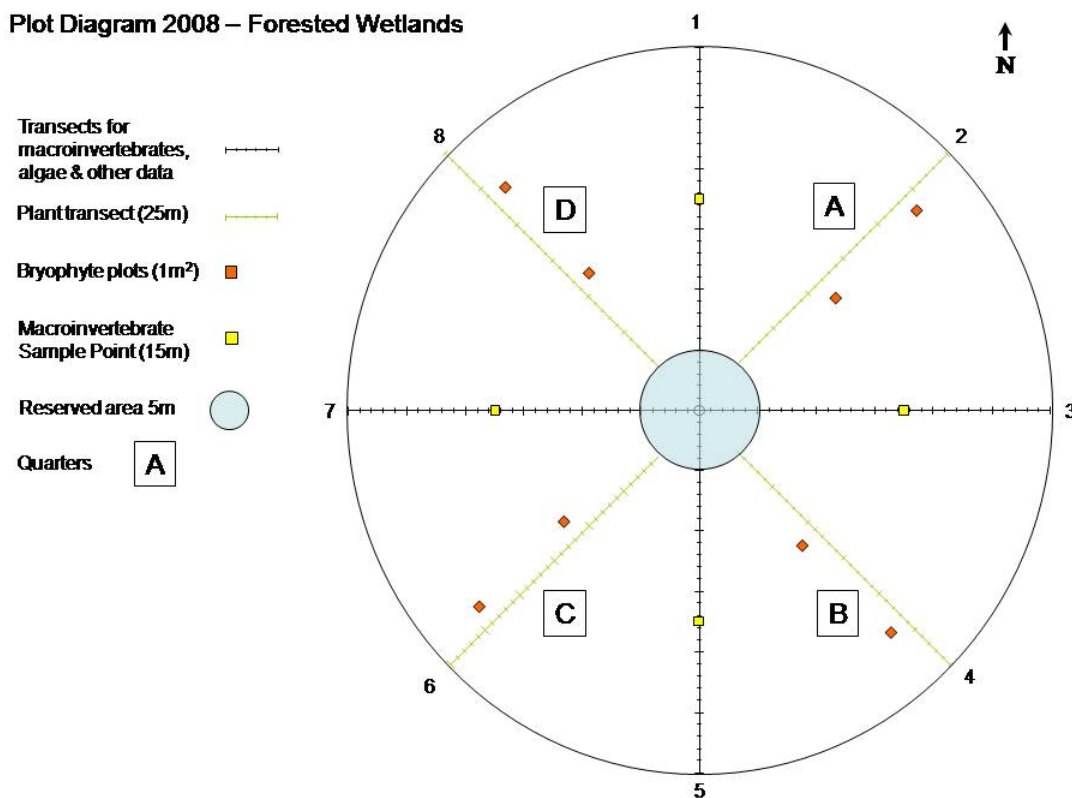 Plot Diagram 2008 – Forested Wetlands
1
N
Transects for
macroinvertebrates,
algae & other data
8
2
D
A
Plant transect (25m)
Bryophyte plots (1m²)
Macroinvertebrate
Sample Point (15m)
Reserved area 5m
7
3
Quarters
A
C
B
6
4
5